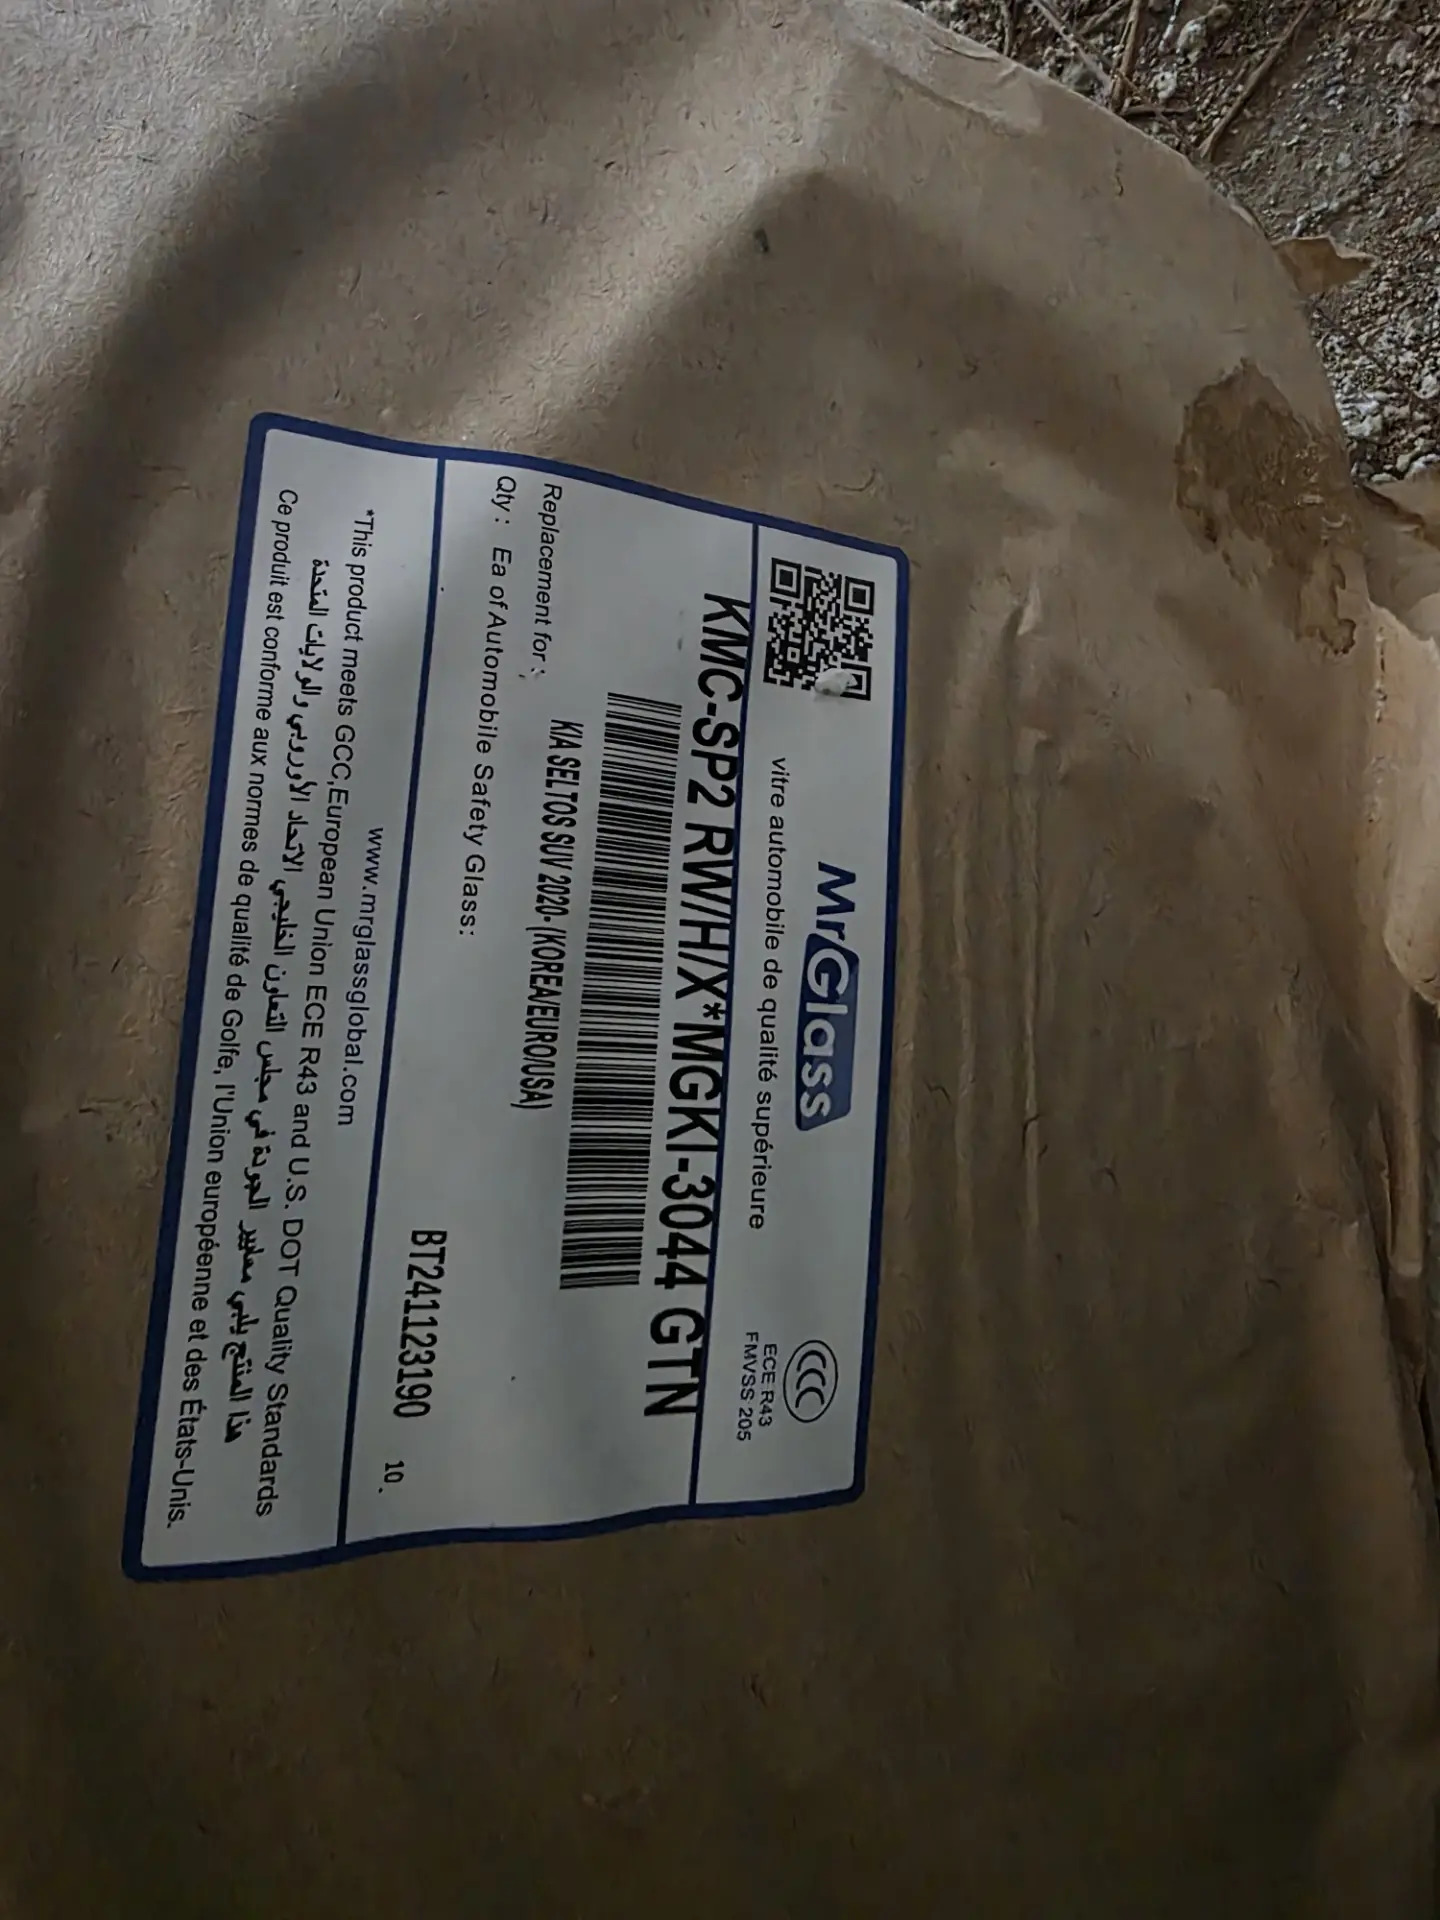 MrGlass
vitre automobile de qualité supérieure
CCC
ECE R43
FMVSS 205
KMC-SP2 RW/H/X*MGKI-3044 GTN
Replacement for : KIA SELTOS SUV 2020- (KOREA/EURO/USA)
Qty : Ea of Automobile Safety Glass:
BT241123190
10.
www.mrglassglobal.com
*This product meets GCC,European Union ECE R43 and U.S. DOT Quality Standards
هذا المنتج يلبي معايير الجودة في مجلس التعاون الخليجي الاتحاد الأوروبي والولايات المتحدة
Ce produit est conforme aux normes de qualité de Golfe, l'Union européenne et des États-Unis.